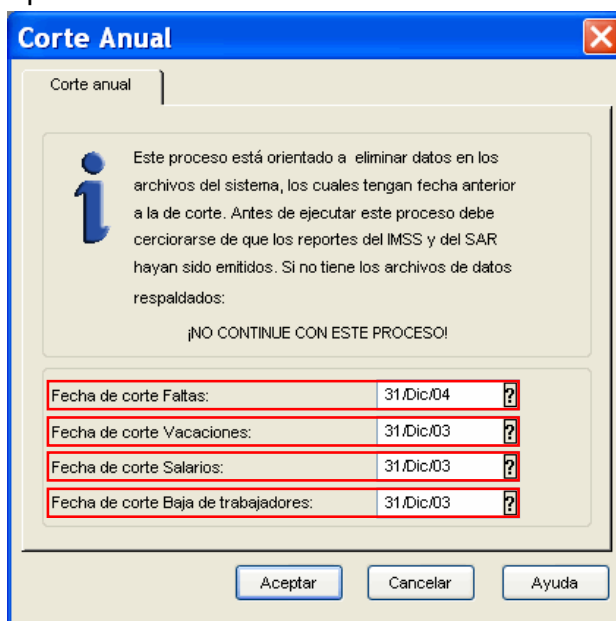 Corte Anual
Corte anual
Este proceso está orientado a eliminar datos en los
archivos del sistema, los cuales tengan fecha anterior
a la de corte. Antes de ejecutar este proceso debe
cerciorarse de que los reportes del IMSS y del SAR
hayan sido emitidos. Si no tiene los archivos de datos
respaldados:
¡NO CONTINUE CON ESTE PROCESO!
Fecha de corte Faltas: 31/Dic/04 ?
Fecha de corte Vacaciones: 31/Dic/03 ?
Fecha de corte Salarios: 31/Dic/03 ?
Fecha de corte Baja de trabajadores: 31/Dic/03 ?
Aceptar Cancelar Ayuda